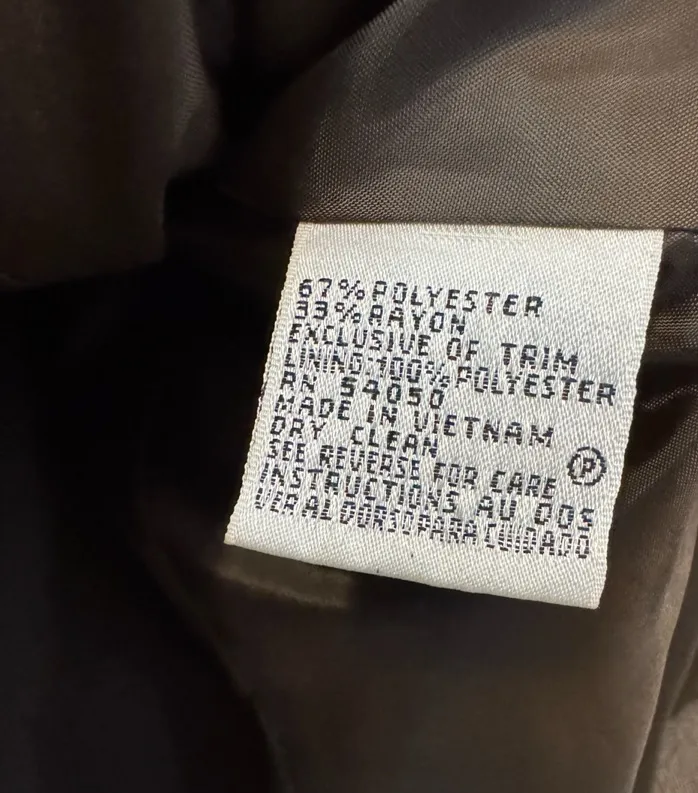 67% POLYESTER
33% RAYON
EXCLUSIVE OF TRIM
LINING:100% POLYESTER
RN 54050
MADE IN VIETNAM
DRY CLEAN
SEE REVERSE FOR CARE
INSTRUCTIONS AU DOS
VER AL DORSO PARA CUIDADO
P